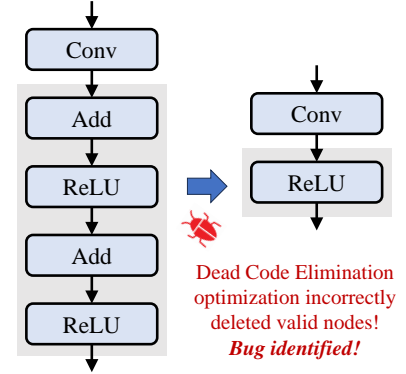 Conv
Add
ReLU
Add
ReLU
Conv
ReLU
Dead Code Elimination
optimization incorrectly
deleted valid nodes!
Bug identified!